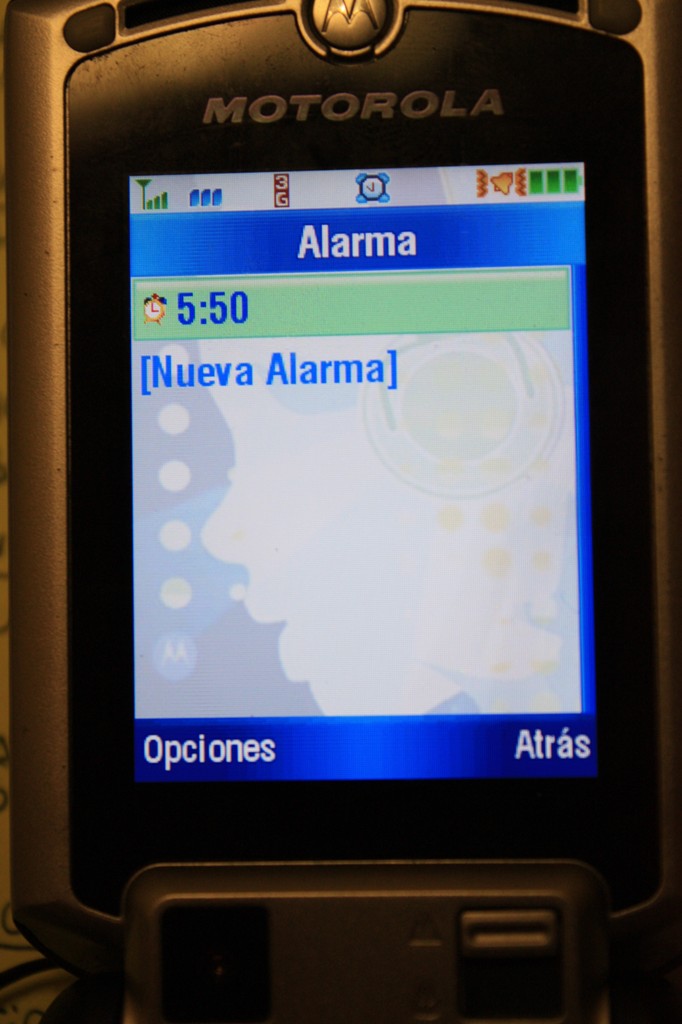 MOTOROLA
3G
Alarma
5:50
[Nueva Alarma]
Opciones
Atrás